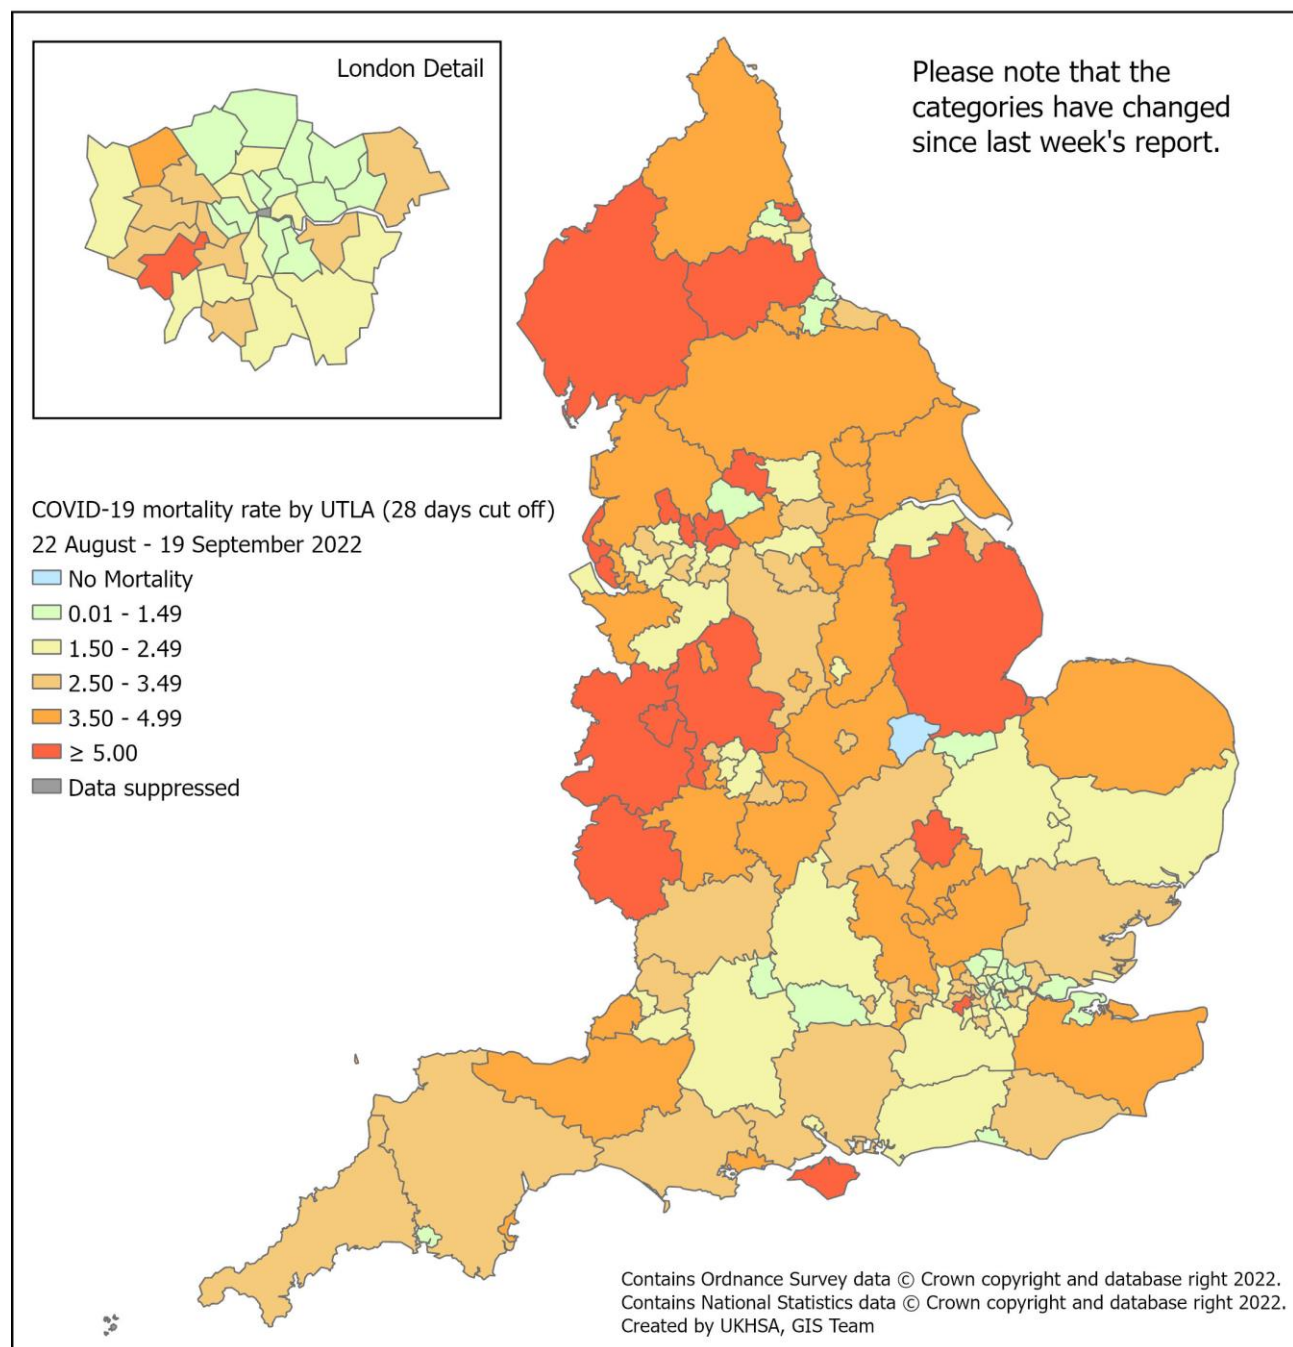 London Detail
Please note that the
categories have changed
since last week's report.
COVID-19 mortality rate by UTLA (28 days cut off)
22 August - 19 September 2022
No Mortality
0.01 - 1.49
1.50 - 2.49
2.50 - 3.49
3.50 - 4.99
≥ 5.00
Data suppressed
Contains Ordnance Survey data © Crown copyright and database right 2022.
Contains National Statistics data © Crown copyright and database right 2022.
Created by UKHSA, GIS Team